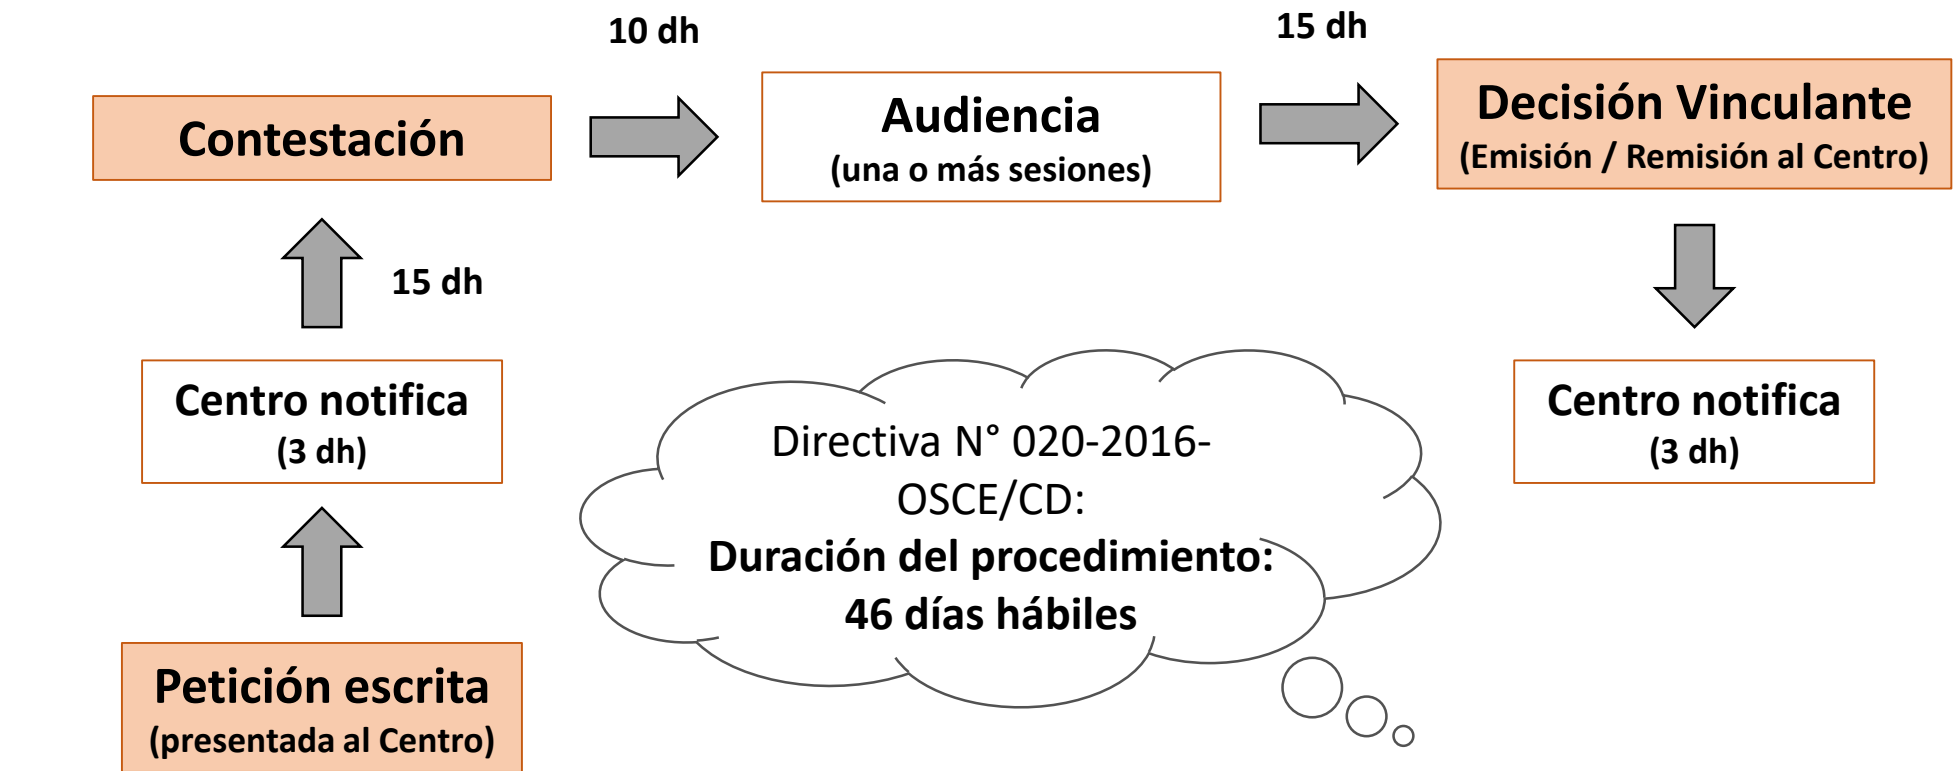 10 dh
15 dh
Contestación
Audiencia
(una o más sesiones)
Decisión Vinculante
(Emisión / Remisión al Centro)
15 dh
Centro notifica
(3 dh)
Directiva N° 020-2016-
OSCE/CD:
Duración del procedimiento:
46 días hábiles
Centro notifica
(3 dh)
Petición escrita
(presentada al Centro)